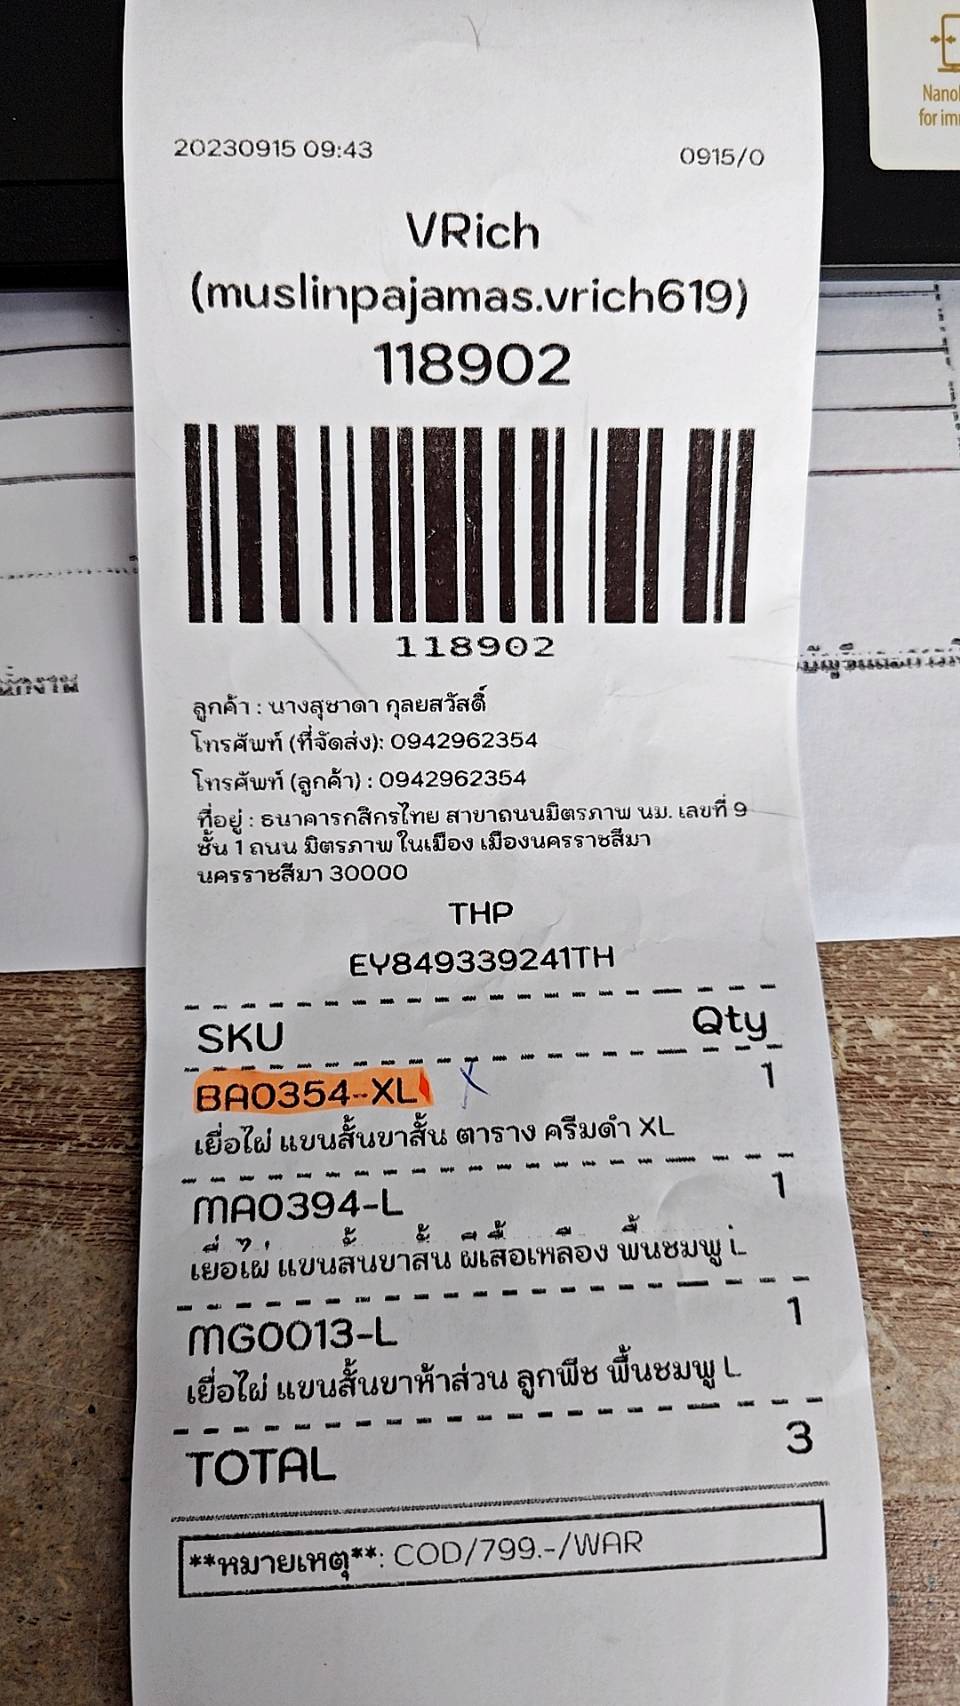 Nano
for im
20230915 09:43
0915/0
VRich
(muslinpajamas.vrich619)
118902
118902
ลูกค้า : นางสุชาดา กุลยสวัสดิ์
โทรศัพท์ (ที่จัดส่ง): 0942962354
โทรศัพท์ (ลูกค้า) : 0942962354
ที่อยู่ : ธนาคารกสิกรไทย สาขาถนนมิตรภาพ นม. เลขที่ 9
ชั้น 1 ถนน มิตรภาพ ในเมือง เมืองนครราชสีมา
นครราชสีมา 30000
THP
EY849339241TH
SKU Qty
BA0354-XL X 1
เยื่อไผ่ แขนสั้นขาสั้น ตาราง ครีมดำ XL
MA0394-L 1
เยื่อไผ่ แขนสั้นขาสั้น ผีเสื้อเหลือง พื้นชมพู L
MG0013-L 1
เยื่อไผ่ แขนสั้นขาห้าส่วน ลูกพีช พื้นชมพู L
TOTAL 3
**หมายเหตุ**: COD/799.-/WAR